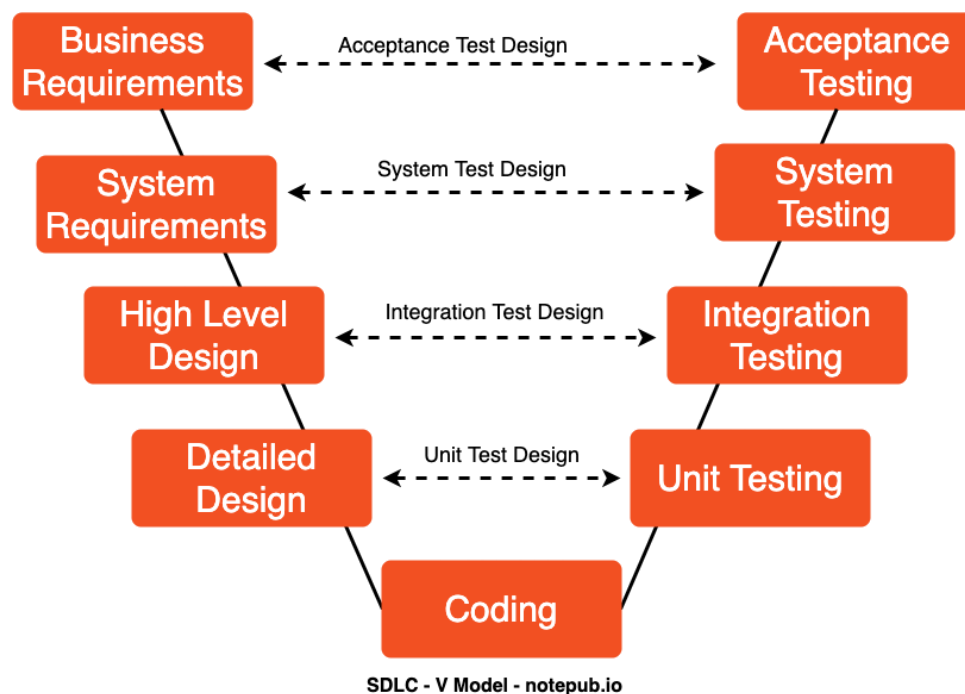 Business
Requirements
Acceptance Test Design
Acceptance
Testing
System
Requirements
System Test Design
System
Testing
High Level
Design
Integration Test Design
Integration
Testing
Detailed
Design
Unit Test Design
Unit Testing
Coding
SDLC - V Model - notepub.io